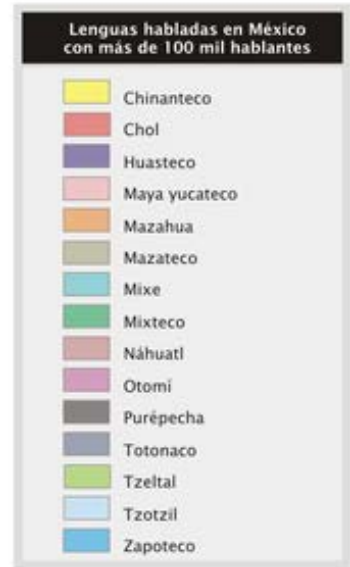 Lenguas habladas en México
con más de 100 mil hablantes
Chinanteco
Chol
Huasteco
Maya yucateco
Mazahua
Mazateco
Mixe
Mixteco
Náhuatl
Otomí
Purépecha
Totonaco
Tzeltal
Tzotzil
Zapoteco